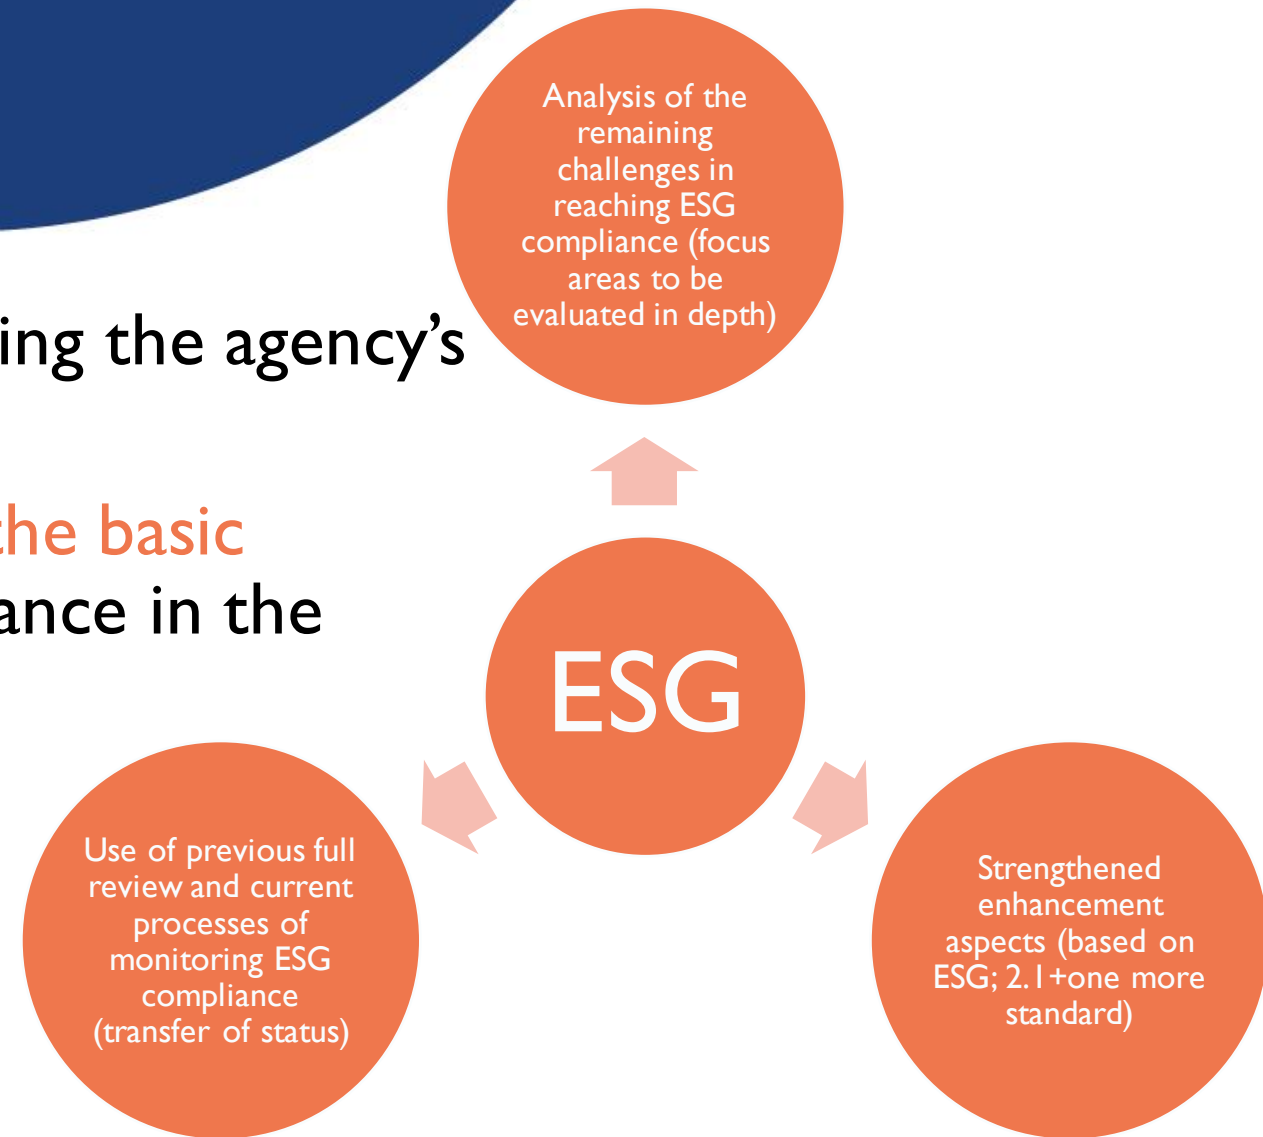 Analysis of the
remaining
challenges in
reaching ESG
compliance (focus
areas to be
evaluated in depth)
ing the agency's
the basic
ance in the
ESG
Use of previous full
review and current
processes of
monitoring ESG
compliance
(transfer of status)
Strengthened
enhancement
aspects (based on
ESG; 2.1+one more
standard)